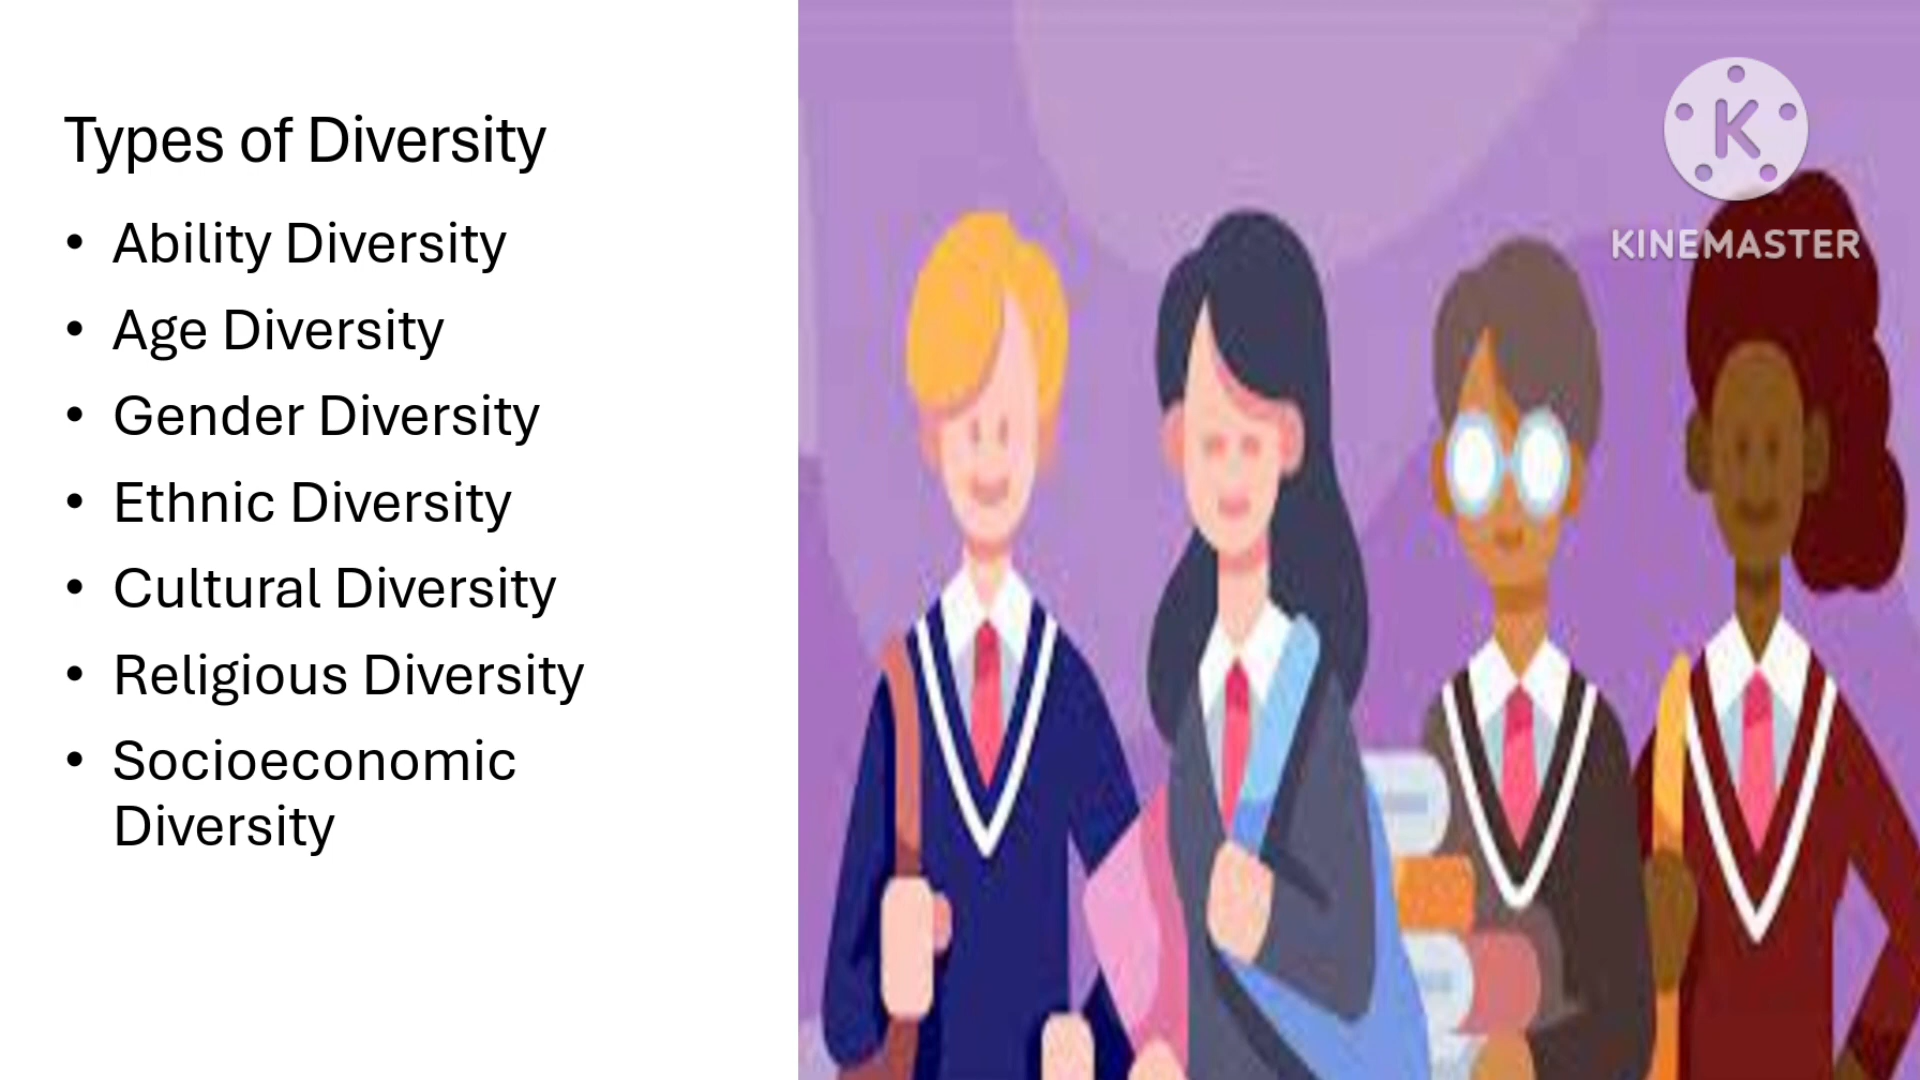 Types of Diversity
• Ability Diversity
• Age Diversity
• Gender Diversity
• Ethnic Diversity
• Cultural Diversity
• Religious Diversity
• Socioeconomic
Diversity
K
KINEMASTER